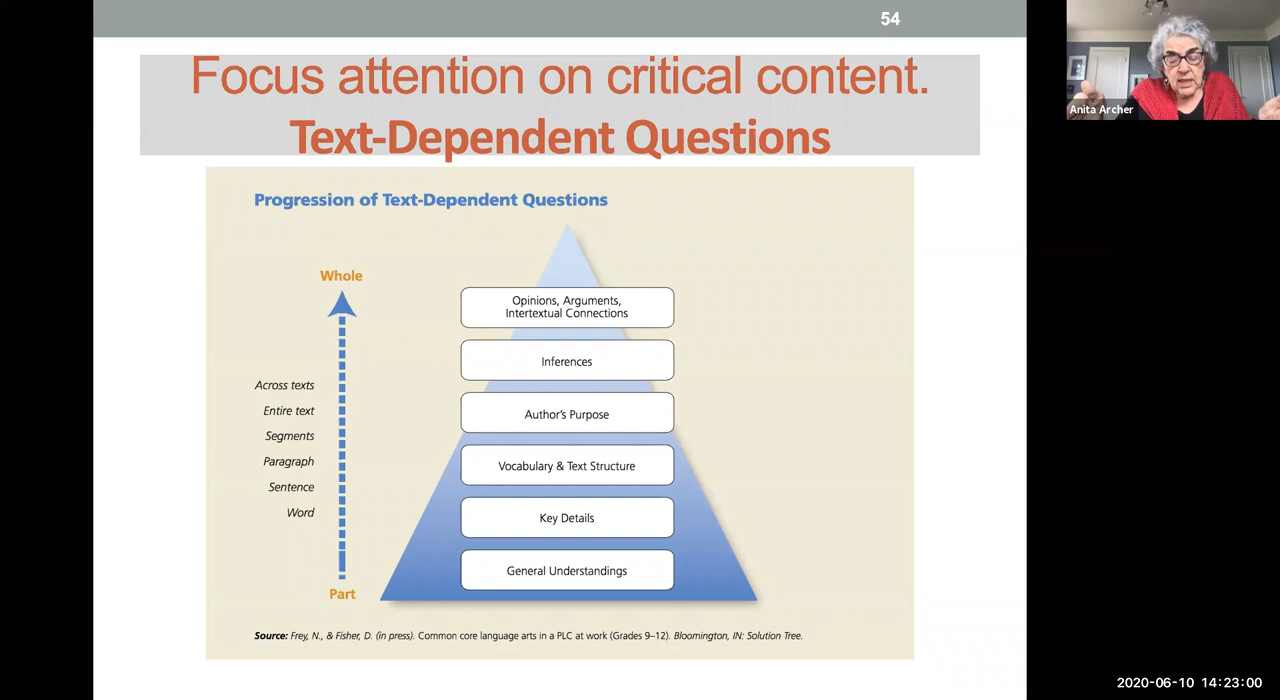 54
Focus attention on critical content.
Text-Dependent Questions
Progression of Text-Dependent Questions
Whole
Across texts
Entire text
Segments
Paragraph
Sentence
Word
Part
Opinions, Arguments,
Intertextual Connections
Inferences
Author's Purpose
Vocabulary & Text Structure
Key Details
General Understandings
Source: Frey, N., & Fisher, D. (in press). Common core language arts in a PLC at work (Grades 9–12). Bloomington, IN: Solution Tree.
Anita Archer
2020-06-10 14:23:00